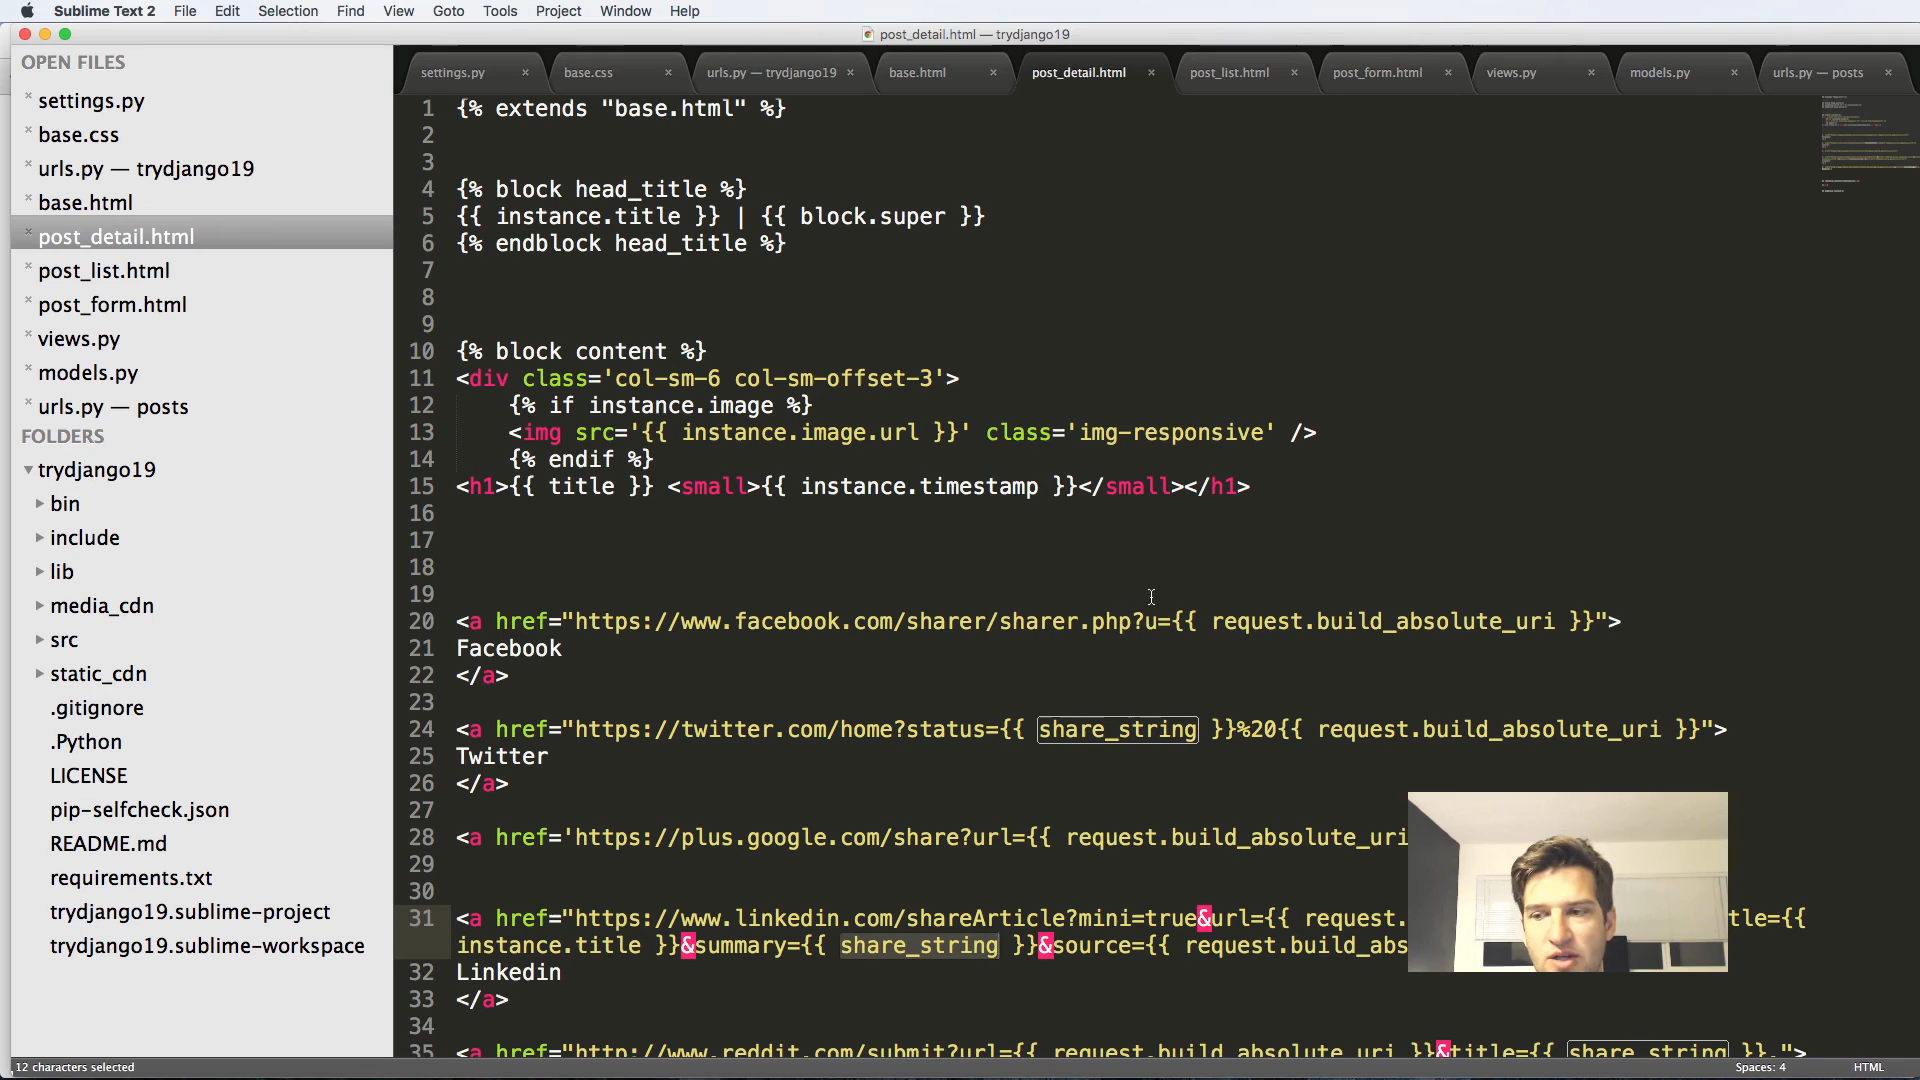 Sublime Text 2 File Edit Selection Find View Goto Tools Project Window Help
post_detail.html — trydjango19
OPEN FILES
settings.py
base.css
urls.py — trydjango19
base.html
post_detail.html
post_list.html
post_form.html
views.py
models.py
urls.py — posts
FOLDERS
trydjango19
bin
include
lib
media_cdn
src
static_cdn
.gitignore
.Python
LICENSE
pip-selfcheck.json
README.md
requirements.txt
trydjango19.sublime-project
trydjango19.sublime-workspace
settings.py × base.css × urls.py — trydjango19 × base.html × post_detail.html × post_list.html × post_form.html × views.py × models.py × urls.py — posts ×
1 {% extends "base.html" %}
2
3
4 {% block head_title %}
5 {{ instance.title }} | {{ block.super }}
6 {% endblock head_title %}
7
8
9
10 {% block content %}
11 <div class='col-sm-6 col-sm-offset-3'>
12 {% if instance.image %}
13 <img src='{{ instance.image.url }}' class='img-responsive' />
14 {% endif %}
15 <h1>{{ title }} <small>{{ instance.timestamp }}</small></h1>
16
17
18
19
20 <a href="https://www.facebook.com/sharer/sharer.php?u={{ request.build_absolute_uri }}">
21 Facebook
22 </a>
23
24 <a href="https://twitter.com/home?status={{ share_string }}%20{{ request.build_absolute_uri }}">
25 Twitter
26 </a>
27
28 <a href='https://plus.google.com/share?url={{ request.build_absolute_uri
29
30
31 <a href="https://www.linkedin.com/shareArticle?mini=true&url={{ request. tle={{
instance.title }}&summary={{ share_string }}&source={{ request.build_abs
32 Linkedin
33 </a>
34
35 <a href="http://www.reddit.com/submit?url={{ request.build_absolute_uri }}&title={{ share_string }}.">
12 characters selected
Spaces: 4 HTML